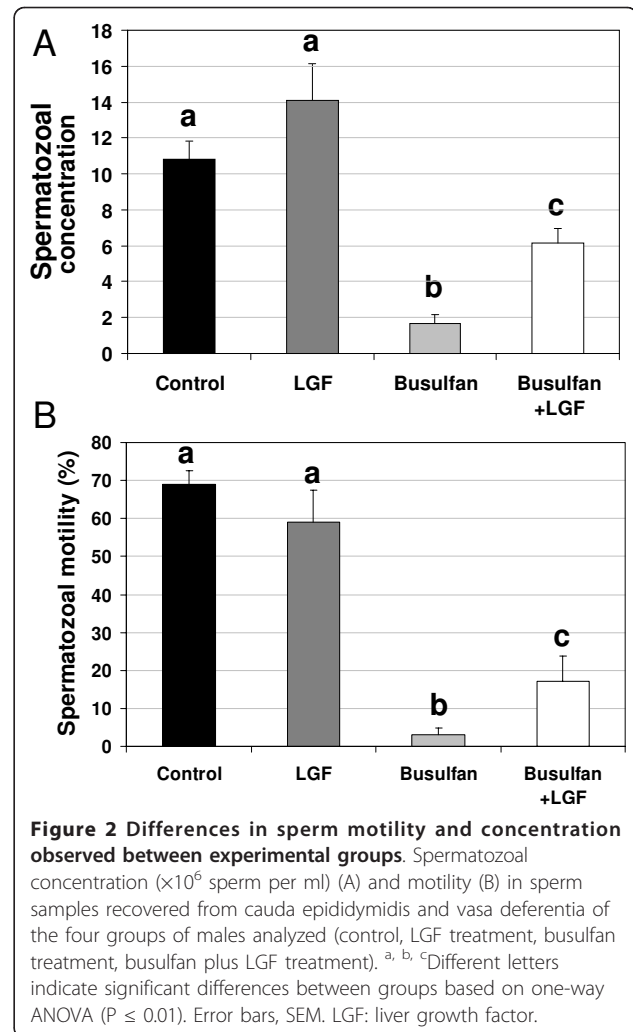 A
18
16
14
12
10
8
6
4
2
0
Spermatozoal
concentration
a
a
b
c
Control
LGF
Busulfan
Busulfan
+LGF
B
80
70
60
50
40
30
20
10
0
Spermatozoal motility (%)
a
a
b
c
Control
LGF
Busulfan
Busulfan
+LGF
Figure 2 Differences in sperm motility and concentration
observed between experimental groups. Spermatozoal
concentration (×10⁶ sperm per ml) (A) and motility (B) in sperm
samples recovered from cauda epididymidis and vasa deferentia of
the four groups of males analyzed (control, LGF treatment, busulfan
treatment, busulfan plus LGF treatment). ᵃ, ᵇ, ᶜDifferent letters
indicate significant differences between groups based on one-way
ANOVA (P ≤ 0.01). Error bars, SEM. LGF: liver growth factor.